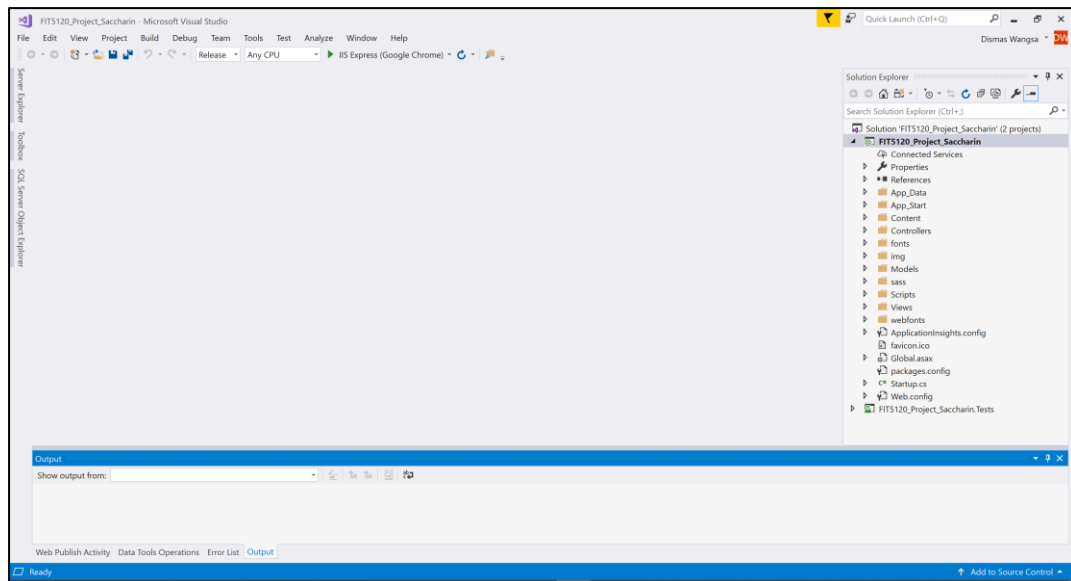 FIT5120_Project_Saccharin - Microsoft Visual Studio
Quick Launch (Ctrl+Q)
File Edit View Project Build Debug Team Tools Test Analyze Window Help
Dismas Wangsa DW
Release Any CPU IIS Express (Google Chrome)
Server Explorer
Toolbox
SQL Server Object Explorer
Solution Explorer
Search Solution Explorer (Ctrl+;)
Solution 'FIT5120_Project_Saccharin' (2 projects)
FIT5120_Project_Saccharin
Connected Services
Properties
References
App_Data
App_Start
Content
Controllers
fonts
img
Models
sass
Scripts
Views
webfonts
ApplicationInsights.config
favicon.ico
Global.asax
packages.config
C# Startup.cs
Web.config
FIT5120_Project_Saccharin.Tests
Output
Show output from:
Web Publish Activity Data Tools Operations Error List Output
Ready
Add to Source Control